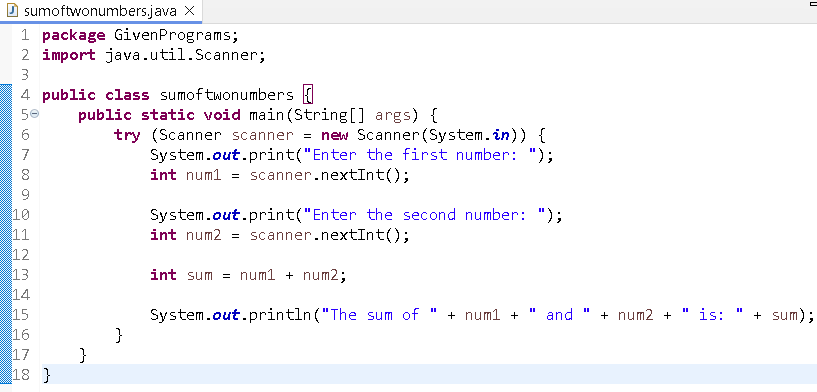 sumoftwonumbers.java
1 package GivenPrograms;
2 import java.util.Scanner;
3
4 public class sumoftwonumbers {
5 public static void main(String[] args) {
6 try (Scanner scanner = new Scanner(System.in)) {
7 System.out.print("Enter the first number: ");
8 int num1 = scanner.nextInt();
9
10 System.out.print("Enter the second number: ");
11 int num2 = scanner.nextInt();
12
13 int sum = num1 + num2;
14
15 System.out.println("The sum of " + num1 + " and " + num2 + " is: " + sum);
16 }
17 }
18 }